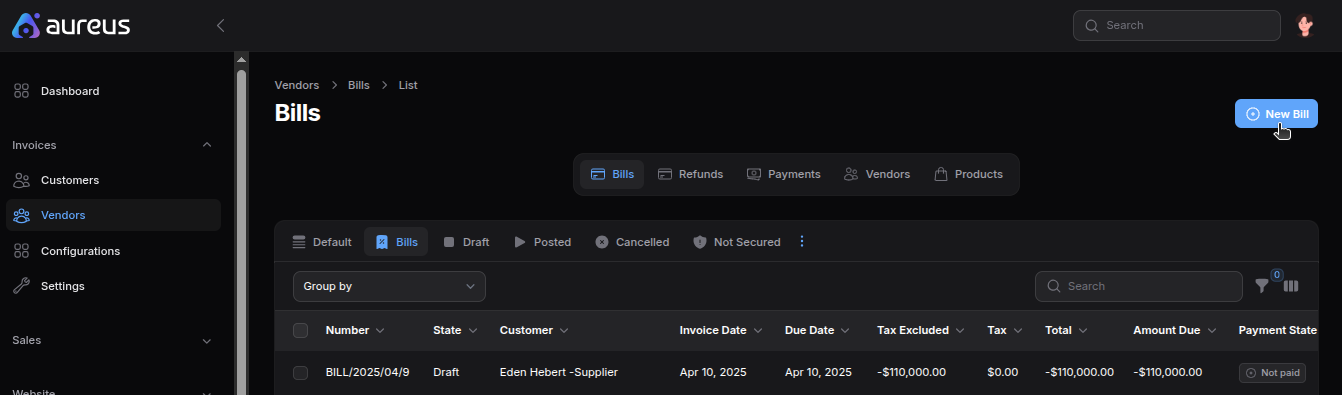 aureus
Search
Dashboard
Invoices
Customers
Vendors
Configurations
Settings
Sales
Website
Vendors > Bills > List
Bills
New Bill
Bills Refunds Payments Vendors Products
Default Bills Draft Posted Cancelled Not Secured
Group by
Search
0
Number State Customer Invoice Date Due Date Tax Excluded Tax Total Amount Due Payment State
BILL/2025/04/9 Draft Eden Hebert -Supplier Apr 10, 2025 Apr 10, 2025 -$110,000.00 $0.00 -$110,000.00 -$110,000.00 Not paid